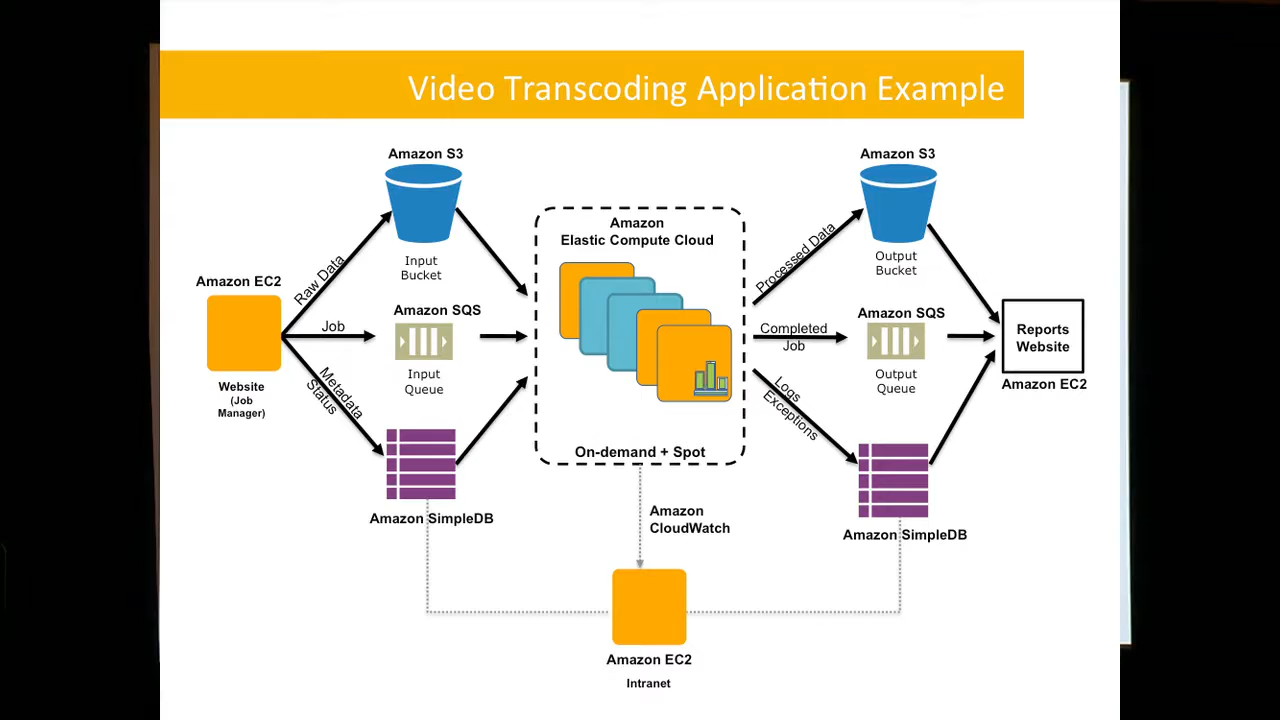 Video Transcoding Application Example
Amazon S3
Input
Bucket
Amazon EC2
Website
(Job
Manager)
Raw Data
Job
Metadata
Status
Amazon SQS
Input
Queue
Amazon SimpleDB
Amazon
Elastic Compute Cloud
On-demand + Spot
Amazon
CloudWatch
Amazon EC2
Intranet
Processed Data
Completed
Job
Logs
Exceptions
Amazon S3
Output
Bucket
Amazon SQS
Output
Queue
Amazon SimpleDB
Reports
Website
Amazon EC2